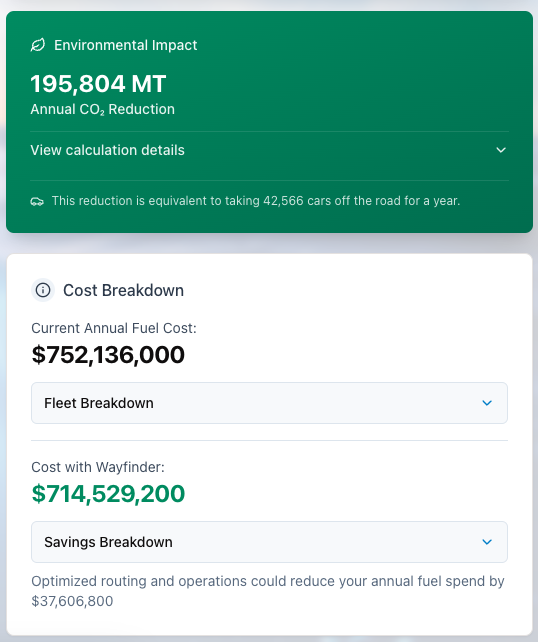 Environmental Impact
195,804 MT
Annual CO₂ Reduction
View calculation details
This reduction is equivalent to taking 42,566 cars off the road for a year.
Cost Breakdown
Current Annual Fuel Cost:
$752,136,000
Fleet Breakdown
Cost with Wayfinder:
$714,529,200
Savings Breakdown
Optimized routing and operations could reduce your annual fuel spend by
$37,606,800